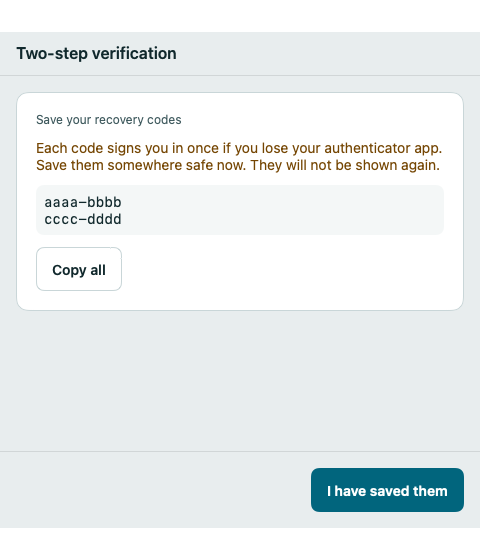 Two-step verification
Save your recovery codes
Each code signs you in once if you lose your authenticator app.
Save them somewhere safe now. They will not be shown again.
aaaa-bbbb
cccc-dddd
Copy all
I have saved them